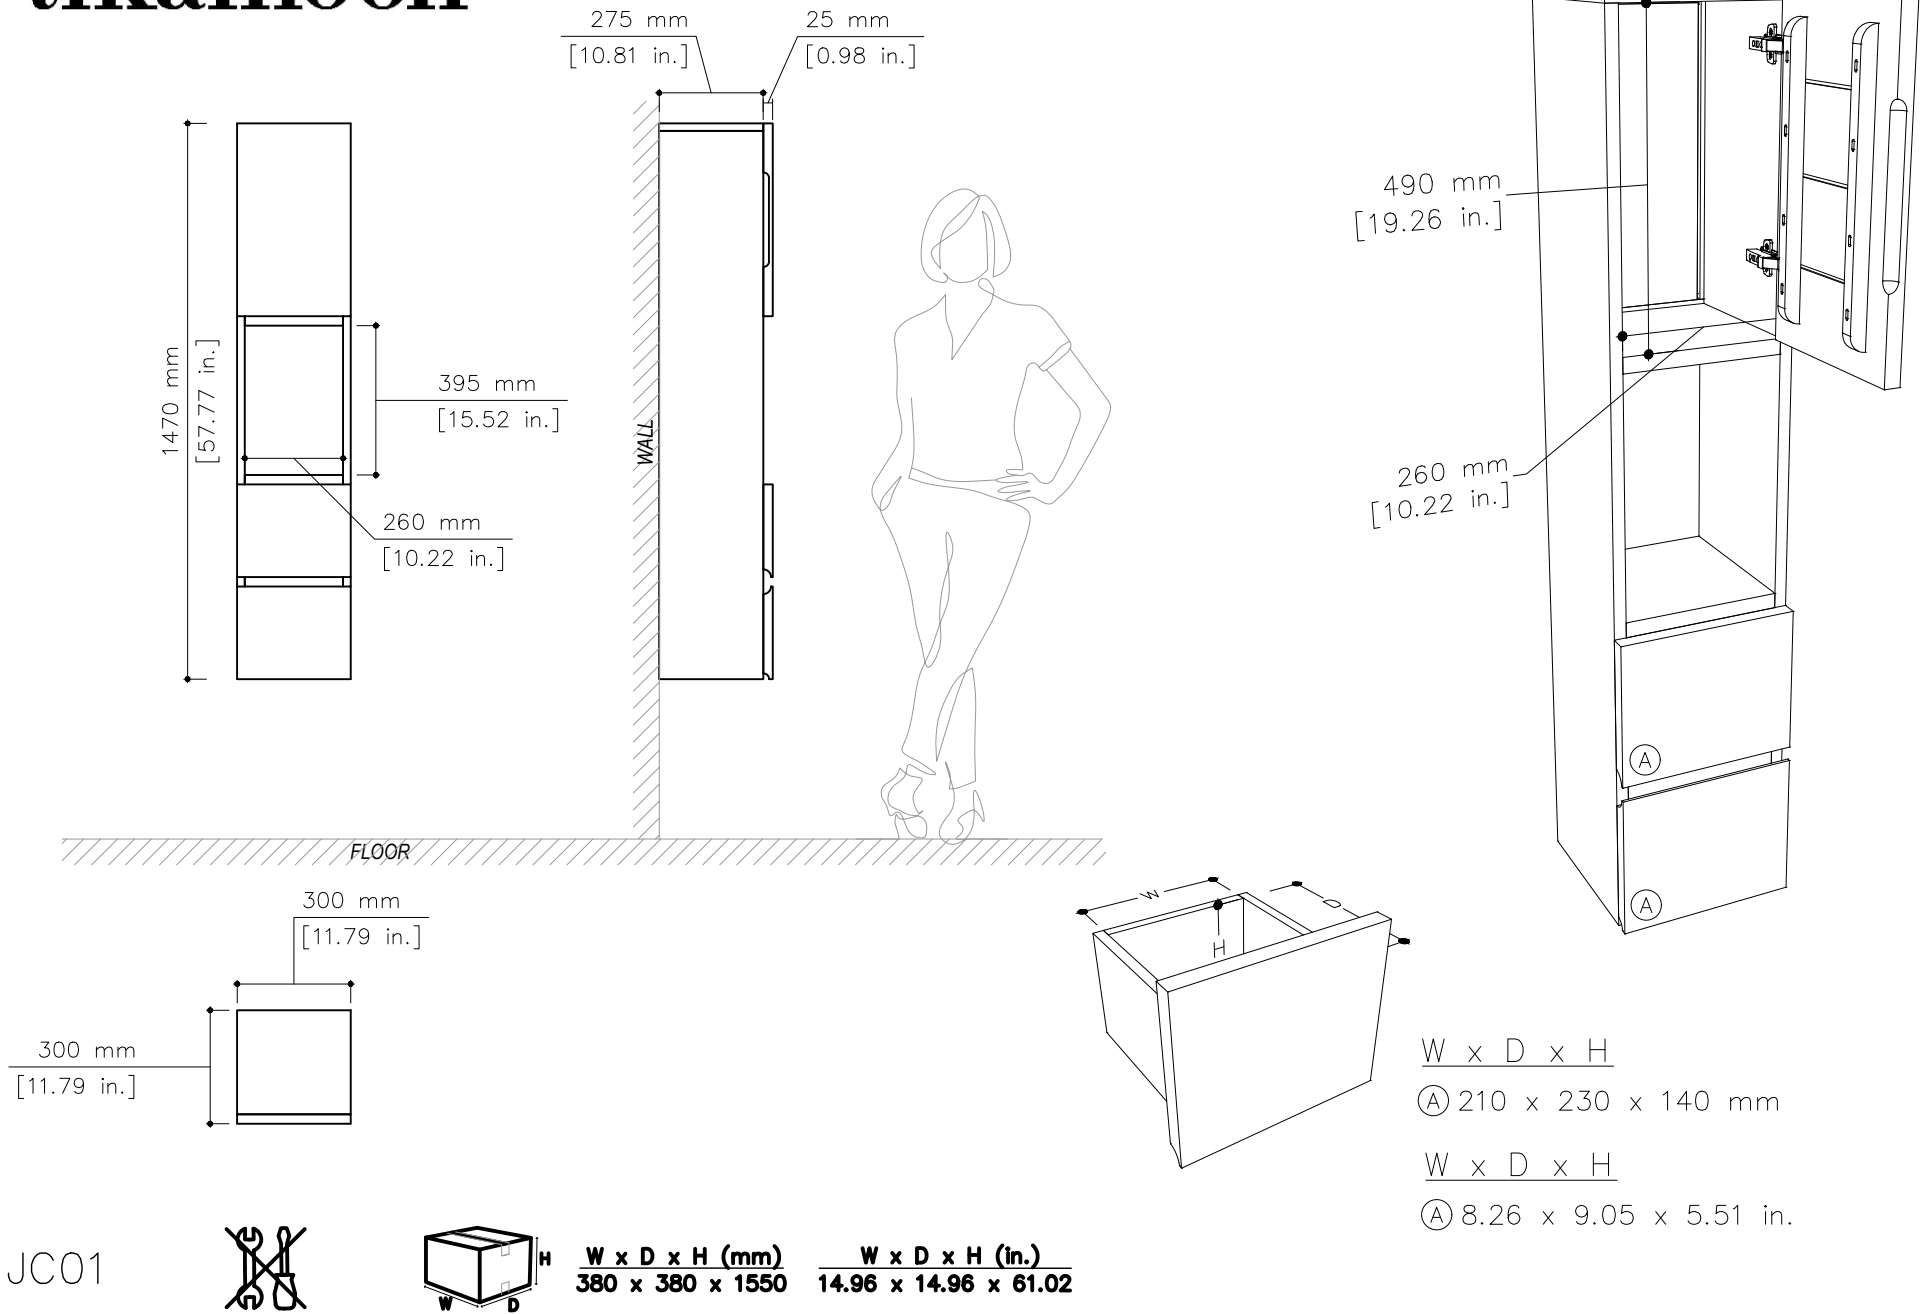 275 mm
[10.81 in.]
25 mm
[0.98 in.]
490 mm
[19.26 in.]
1470 mm
[57.77 in.]
395 mm
[15.52 in.]
WALL
260 mm
[10.22 in.]
260 mm
[10.22 in.]
A
A
FLOOR
300 mm
[11.79 in.]
W
D
H
300 mm
[11.79 in.]
W x D x H
A 210 x 230 x 140 mm
W x D x H
A 8.26 x 9.05 x 5.51 in.
JC01
H
W
D
W x D x H (mm)
380 x 380 x 1550
W x D x H (in.)
14.96 x 14.96 x 61.02